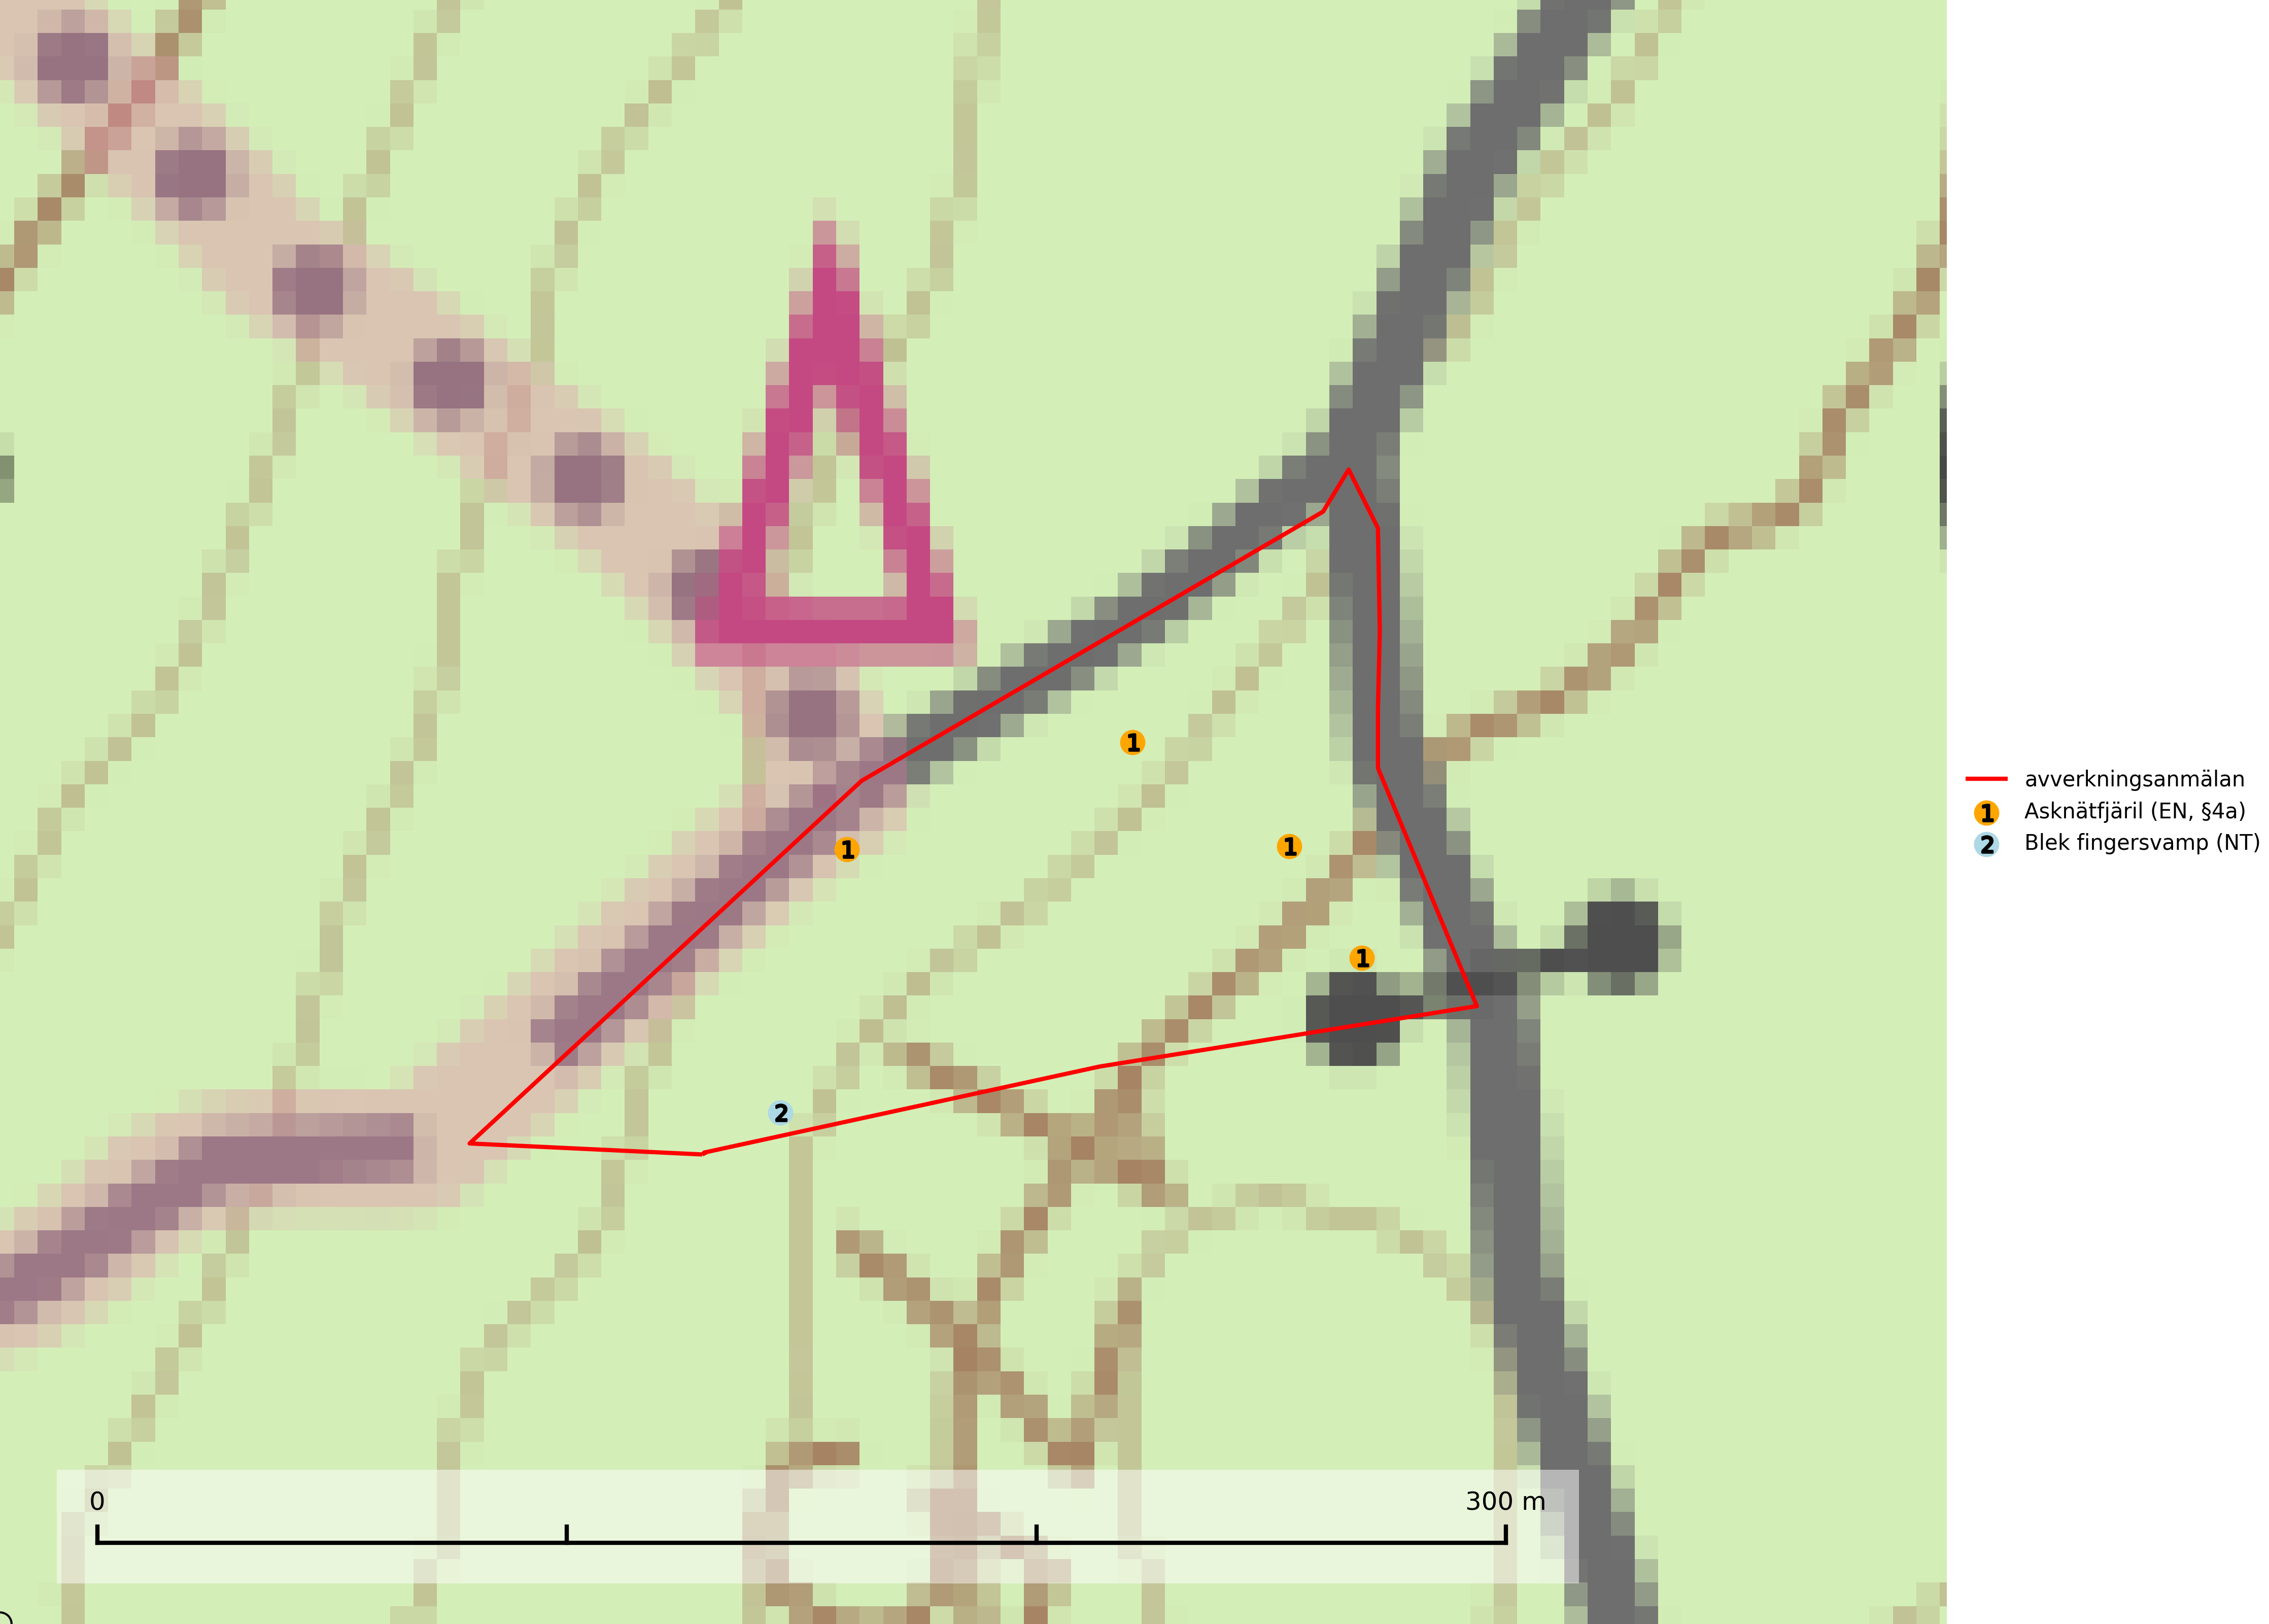 1
1
1
1
2
avverkningsanmälan
1 Asknätfjäril (EN, §4a)
2 Blek fingersvamp (NT)
0 300 m